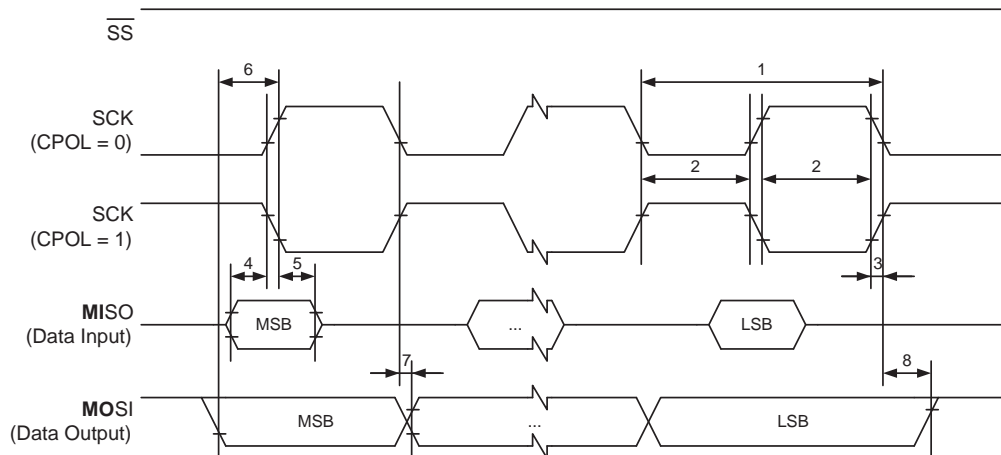 SS
6
1
SCK
(CPOL = 0)
2
2
SCK
(CPOL = 1)
4
5
3
MISO
(Data Input)
MSB
...
LSB
7
8
MOSI
(Data Output)
MSB
...
LSB